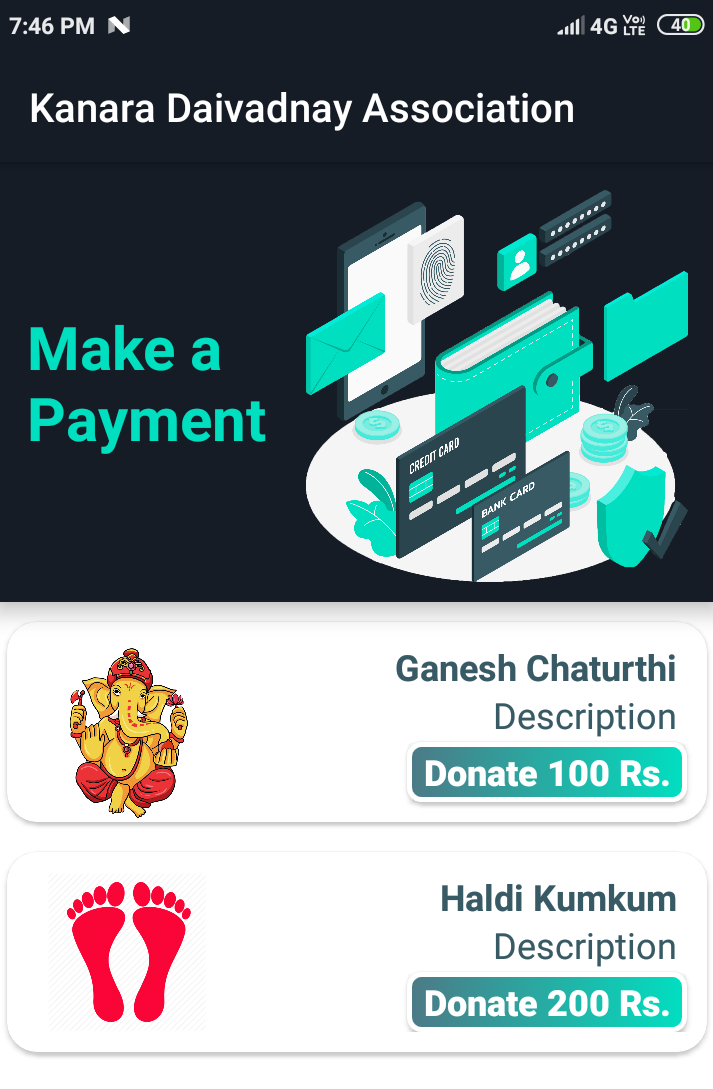 7:46 PM
4G Vo) LTE 40
Kanara Daivadnay Association
Make a
Payment
CREDIT CARD
BANK CARD
Ganesh Chaturthi
Description
Donate 100 Rs.
Haldi Kumkum
Description
Donate 200 Rs.